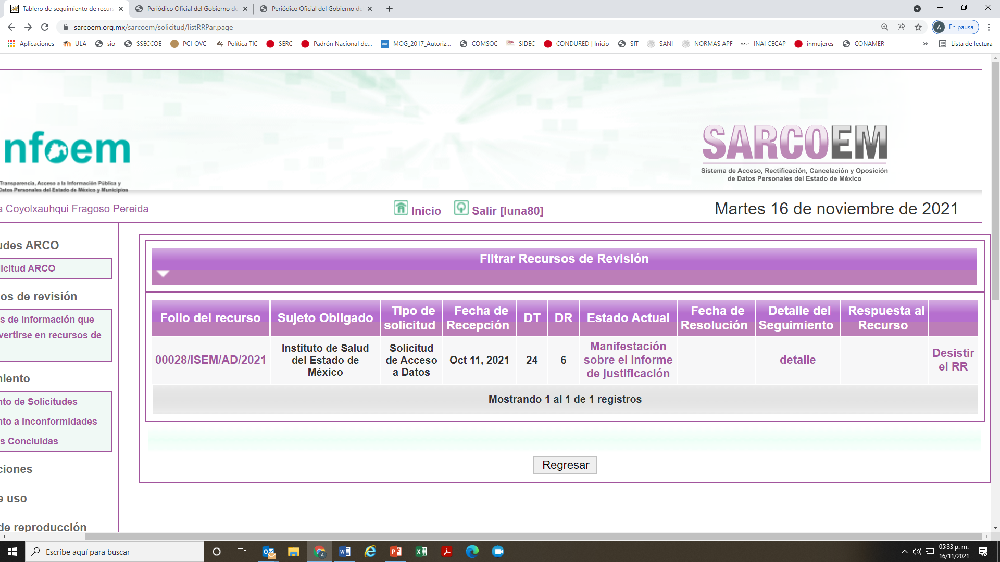 Tablero de seguimiento de recur
Periódico Oficial del Gobierno de
Periódico Oficial del Gobierno de
sarcoem.org.mx/sarcoem/solicitud/listRRPar.page
A En pausa
Aplicaciones ULA sio SSECCOE PCI-OVC Política TIC SERC Padrón Nacional de... MOG_2017_Autoriz... COMSOC SIDEC CONDURED | Inicio SIT SANI NORMAS APF INAI CECAP inmujeres CONAMER » Lista de lectura
nfoem
Transparencia, Acceso a la Información Pública y
Datos Personales del Estado de México y Municipios
SARCOEM
Sistema de Acceso, Rectificación, Cancelación y Oposición
de Datos Personales del Estado de México
a Coyolxauhqui Fragoso Pereida
Inicio Salir [luna80]
Martes 16 de noviembre de 2021
udes ARCO
icitud ARCO
os de revisión
s de información que
vertirse en recursos de
niento
nto de Solicitudes
nto a Inconformidades
s Concluidas
ciones
e uso
de reproducción
Filtrar Recursos de Revisión
Folio del recurso Sujeto Obligado Tipo de solicitud Fecha de Recepción DT DR Estado Actual Fecha de Resolución Detalle del Seguimiento Respuesta al Recurso
00028/ISEM/AD/2021 Instituto de Salud del Estado de México Solicitud de Acceso a Datos Oct 11, 2021 24 6 Manifestación sobre el Informe de justificación detalle Desistir el RR
Mostrando 1 al 1 de 1 registros
Regresar
Escribe aquí para buscar
05:33 p. m.
16/11/2021